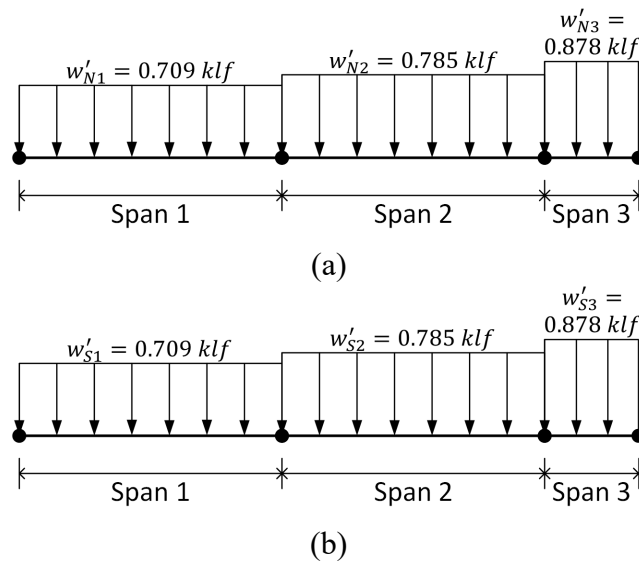 w′N3 =
w′N1 = 0.709 klf
w′N2 = 0.785 klf
0.878 klf
Span 1
Span 2
Span 3
(a)
w′S3 =
w′S1 = 0.709 klf
w′S2 = 0.785 klf
0.878 klf
Span 1
Span 2
Span 3
(b)